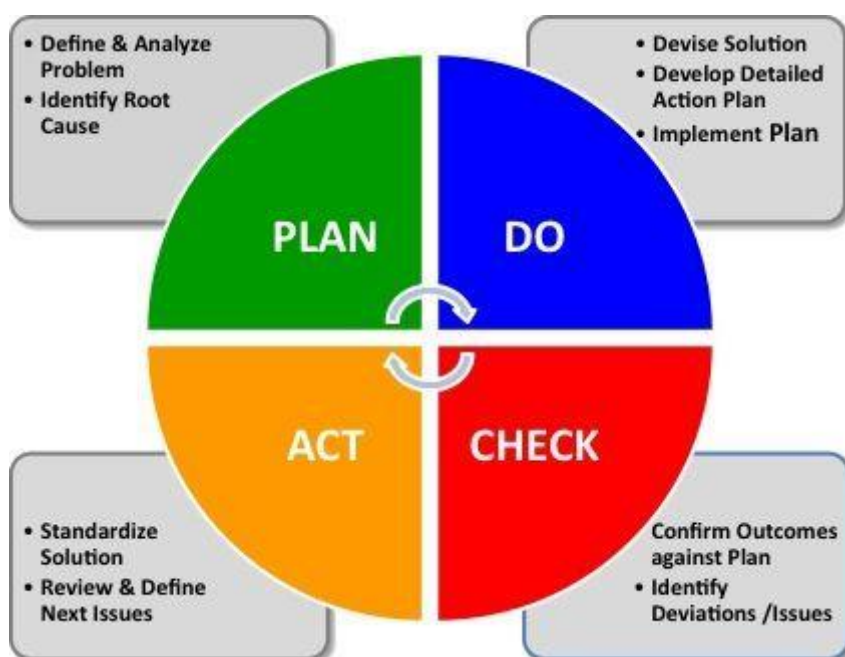 • Define & Analyze
Problem
• Identify Root
Cause
• Devise Solution
• Develop Detailed
Action Plan
• Implement Plan
PLAN
DO
ACT
CHECK
• Standardize
Solution
• Review & Define
Next Issues
Confirm Outcomes
against Plan
• Identify
Deviations /Issues